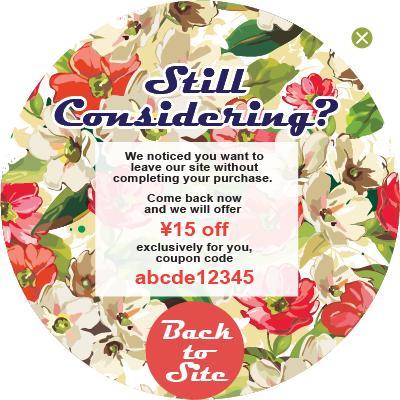 Still
Considering?
We noticed you want to
leave our site without
completing your purchase.
Come back now
and we will offer
¥15 off
exclusively for you,
coupon code
abcde12345
Back
to
Site